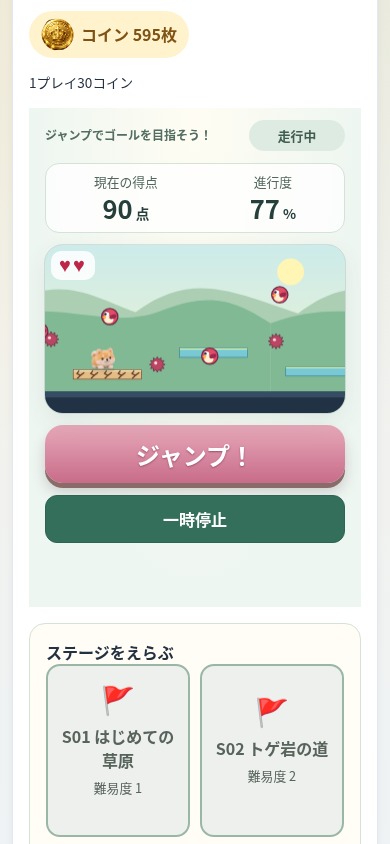 コイン 595枚
1プレイ30コイン
ジャンプでゴールを目指そう！
走行中
現在の得点
90 点
進行度
77 %
ジャンプ！
一時停止
ステージをえらぶ
S01 はじめての
草原
難易度 1
S02 トゲ岩の道
難易度 2